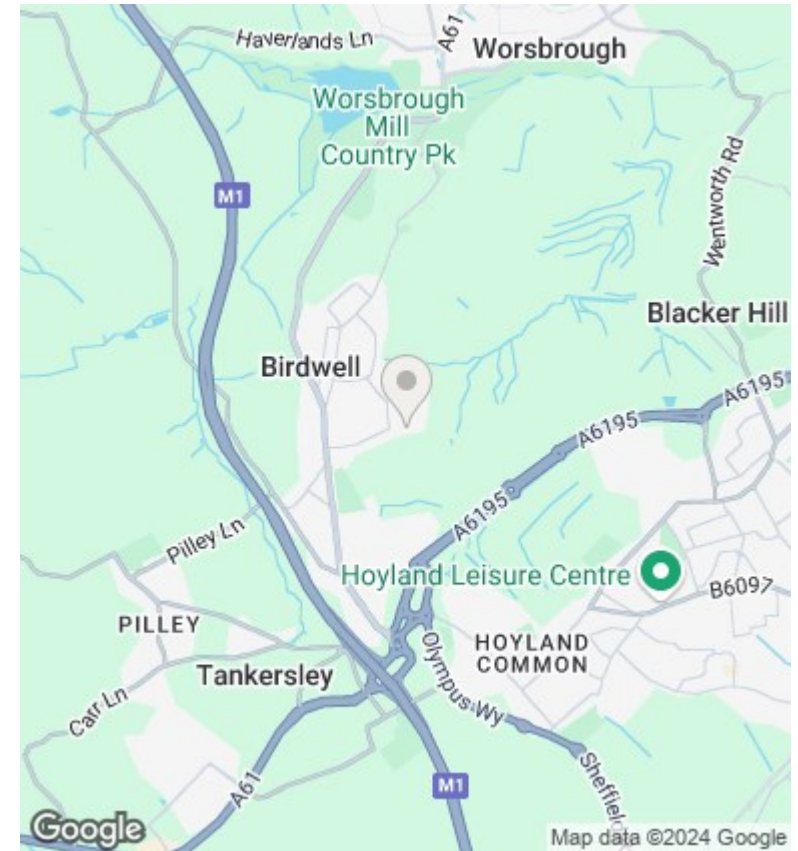 Haverlands Ln
A61
Worsbrough
Worsbrough
Mill
Country Pk
M1
Wentworth Rd
Blacker Hill
Birdwell
A6195
A6195
A6195
Pilley Ln
Hoyland Leisure Centre
B6097
PILLEY
HOYLAND
COMMON
Tankersley
Olympus Wy
Carr Ln
A61
M1
Sheffield
Google
Map data ©2024 Google